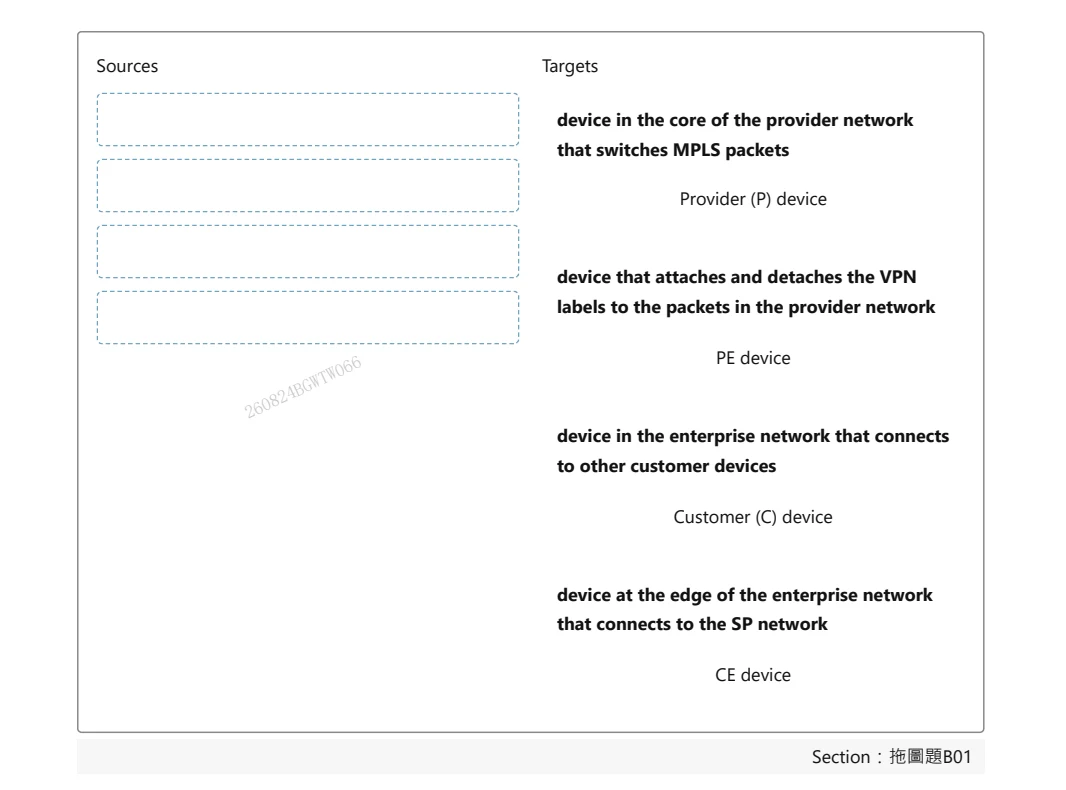 Sources
Targets
device in the core of the provider network
that switches MPLS packets
Provider (P) device
device that attaches and detaches the VPN
labels to the packets in the provider network
PE device
260824BGWTW066
device in the enterprise network that connects
to other customer devices
Customer (C) device
device at the edge of the enterprise network
that connects to the SP network
CE device
Section：拖圖題B01